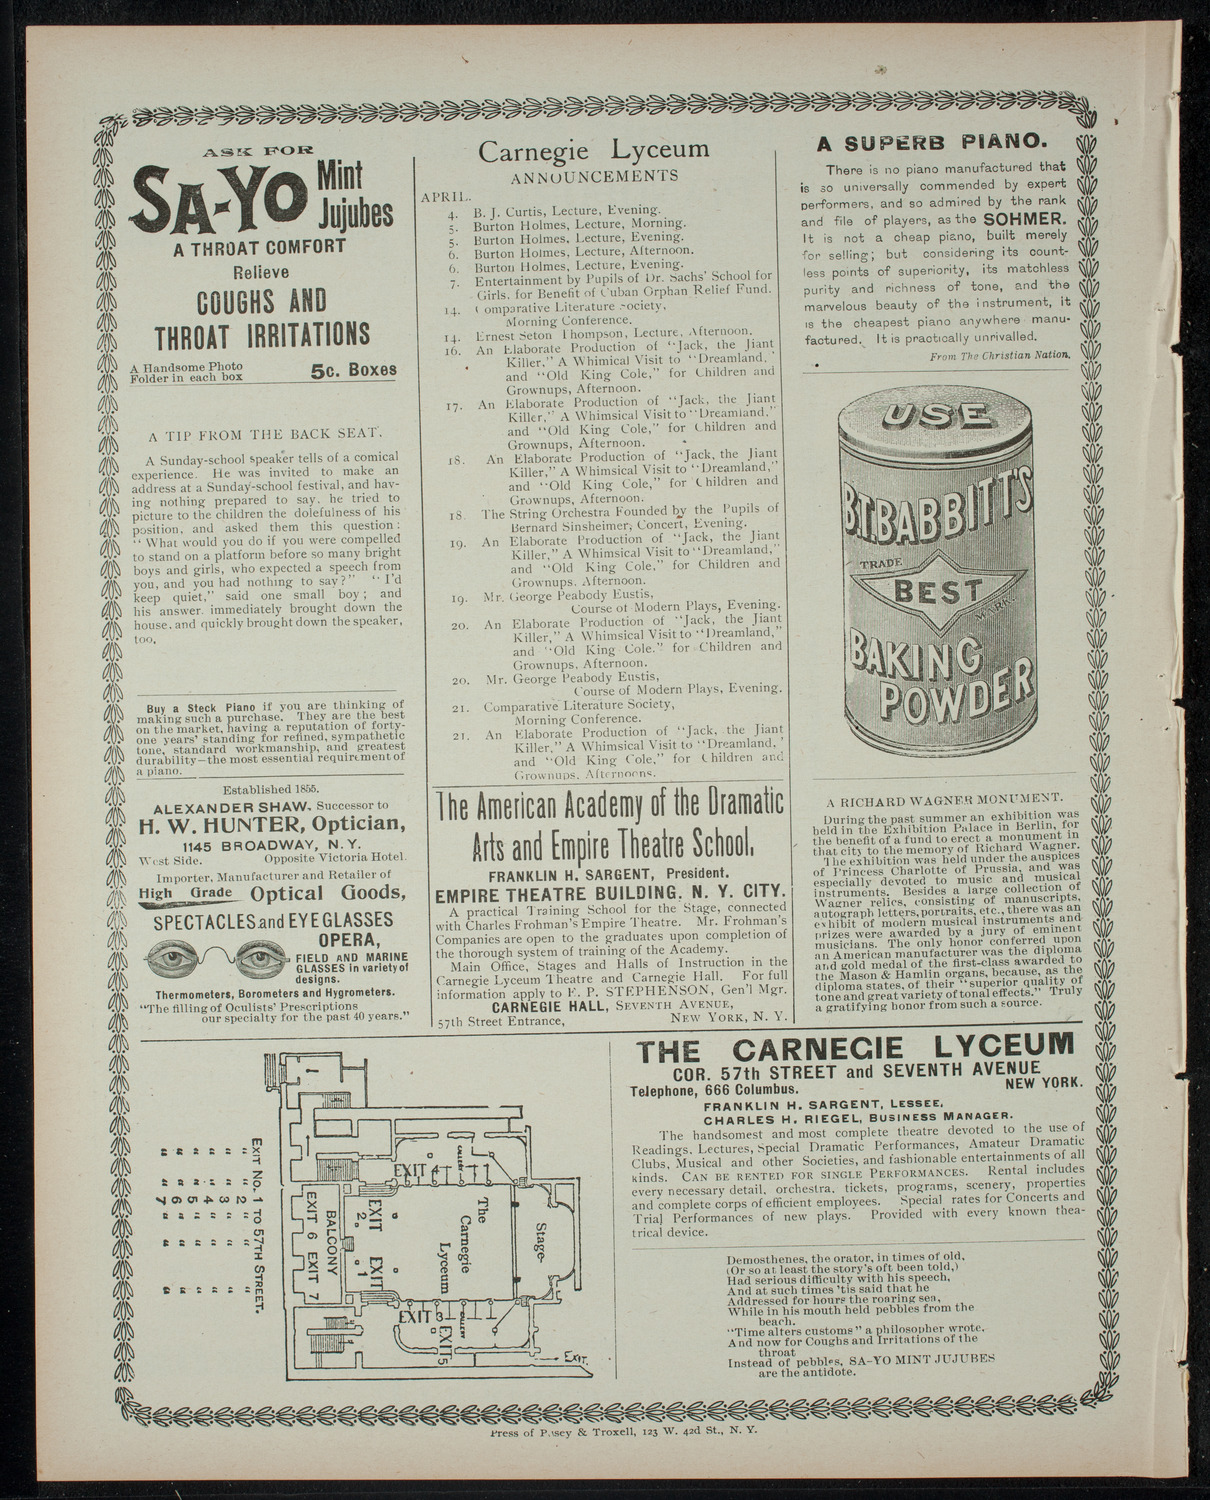 ASK FOR
SA-YO Mint
Jujubes
A THROAT COMFORT
Relieve
COUGHS AND
THROAT IRRITATIONS
A Handsome Photo
Folder in each box
5c. Boxes
A TIP FROM THE BACK SEAT.
A Sunday-school speaker tells of a comical
experience. He was invited to make an
address at a Sunday-school festival, and hav-
ing nothing prepared to say, he tried to
picture to the children the dolefulness of his
position, and asked them this question:
"What would you do if you were compelled
to stand on a platform before so many bright
boys and girls, who expected a speech from
you, and you had nothing to say?" "I'd
keep quiet," said one small boy; and
his answer immediately brought down the
house, and quickly brought down the speaker,
too.
Buy a Steck Piano if you are thinking of
making such a purchase. They are the best
on the market, having a reputation of forty-
one years' standing for refined, sympathetic
tone, standard workmanship, and greatest
durability—the most essential requirement of
a piano.
Established 1855.
ALEXANDER SHAW, Successor to
H. W. HUNTER, Optician,
1145 BROADWAY, N. Y.
West Side. Opposite Victoria Hotel.
Importer, Manufacturer and Retailer of
High Grade Optical Goods,
SPECTACLES and EYEGLASSES
OPERA,
FIELD AND MARINE
GLASSES in variety of
designs.
Thermometers, Borometers and Hygrometers.
"The filling of Oculists' Prescriptions
our specialty for the past 40 years."
Carnegie Lyceum
ANNOUNCEMENTS
APRIL.
4. B. J. Curtis, Lecture, Evening.
5. Burton Holmes, Lecture, Morning.
5. Burton Holmes, Lecture, Evening.
6. Burton Holmes, Lecture, Afternoon.
6. Burton Holmes, Lecture, Evening.
7. Entertainment by Pupils of Dr. Sachs' School for
Girls, for Benefit of Cuban Orphan Relief Fund.
14. Comparative Literature Society,
Morning Conference.
14. Ernest Seton Thompson, Lecture, Afternoon.
16. An Elaborate Production of "Jack, the Jiant
Killer," A Whimical Visit to "Dreamland,"
and "Old King Cole," for Children and
Grownups, Afternoon.
17. An Elaborate Production of "Jack, the Jiant
Killer," A Whimsical Visit to "Dreamland,"
and "Old King Cole," for Children and
Grownups, Afternoon.
18. An Elaborate Production of "Jack, the Jiant
Killer," A Whimsical Visit to "Dreamland,"
and "Old King Cole," for Children and
Grownups, Afternoon.
18. The String Orchestra Founded by the Pupils of
Bernard Sinsheimer, Concert, Evening.
19. An Elaborate Production of "Jack, the Jiant
Killer," A Whimsical Visit to "Dreamland,"
and "Old King Cole," for Children and
Grownups, Afternoon.
19. Mr. George Peabody Eustis,
Course of Modern Plays, Evening.
20. An Elaborate Production of "Jack, the Jiant
Killer," A Whimsical Visit to "Dreamland,"
and "Old King Cole." for Children and
Grownups, Afternoon.
20. Mr. George Peabody Eustis,
Course of Modern Plays, Evening.
21. Comparative Literature Society,
Morning Conference.
21. An Elaborate Production of "Jack, the Jiant
Killer," A Whimsical Visit to "Dreamland,"
and "Old King Cole," for Children and
Grownups, Afternoons.
The American Academy of the Dramatic
Arts and Empire Theatre School,
FRANKLIN H. SARGENT, President.
EMPIRE THEATRE BUILDING. N. Y. CITY.
A practical Training School for the Stage, connected
with Charles Frohman's Empire Theatre. Mr. Frohman's
Companies are open to the graduates upon completion of
the thorough system of training of the Academy.
Main Office, Stages and Halls of Instruction in the
Carnegie Lyceum Theatre and Carnegie Hall. For full
information apply to E. P. STEPHENSON, Gen'l Mgr.
CARNEGIE HALL, SEVENTH AVENUE,
57th Street Entrance, NEW YORK, N. Y.
A SUPERB PIANO.
There is no piano manufactured that
is so universally commended by expert
performers, and so admired by the rank
and file of players, as the SOHMER.
It is not a cheap piano, built merely
for selling; but considering its count-
less points of superiority, its matchless
purity and richness of tone, and the
marvelous beauty of the instrument, it
is the cheapest piano anywhere manu-
factured. It is practically unrivalled.
From The Christian Nation.
USE
B.T. BABBITT'S
TRADE
BEST
MARK.
BAKING
POWDER
A RICHARD WAGNER MONUMENT.
During the past summer an exhibition was
held in the Exhibition Palace in Berlin, for
the benefit of a fund to erect a monument in
that city to the memory of Richard Wagner.
The exhibition was held under the auspices
of Princess Charlotte of Prussia, and was
especially devoted to music and musical
instruments. Besides a large collection of
Wagner relics, consisting of manuscripts,
autograph letters, portraits, etc., there was an
exhibit of modern musical instruments and
prizes were awarded by a jury of eminent
musicians. The only honor conferred upon
an American manufacturer was the diploma
and gold medal of the first-class awarded to
the Mason & Hamlin organs, because, as the
diploma states, of their "superior quality of
tone and great variety of tonal effects." Truly
a gratifying honor from such a source.
EXIT No. 1 TO 57TH STREET.
" " 2 " " "
" " 3 " " "
" " 4 " " "
" " 5 " " "
" " 6 " " "
" " 7 " " "
EXIT 4
GALLERY
EXIT 2
EXIT 1
BALCONY
EXIT 6 EXIT 7
The
Carnegie
Lyceum
Stage
EXIT 3
GALLERY
EXIT 5
EXIT.
THE CARNEGIE LYCEUM
COR. 57th STREET and SEVENTH AVENUE
Telephone, 666 Columbus. NEW YORK.
FRANKLIN H. SARGENT, LESSEE,
CHARLES H. RIEGEL, BUSINESS MANAGER.
The handsomest and most complete theatre devoted to the use of
Readings, Lectures, Special Dramatic Performances, Amateur Dramatic
Clubs, Musical and other Societies, and fashionable entertainments of all
kinds. CAN BE RENTED FOR SINGLE PERFORMANCES. Rental includes
every necessary detail, orchestra, tickets, programs, scenery, properties
and complete corps of efficient employees. Special rates for Concerts and
Trial Performances of new plays. Provided with every known thea-
trical device.
Demosthenes, the orator, in times of old,
(Or so at least the story's oft been told,)
Had serious difficulty with his speech,
And at such times 'tis said that he
Addressed for hours the roaring sea,
While in his mouth held pebbles from the
beach.
"Time alters customs" a philosopher wrote,
And now for Coughs and Irritations of the
throat
Instead of pebbles, SA-YO MINT JUJUBES
are the antidote.
Press of Pusey & Troxell, 123 W. 42d St., N. Y.